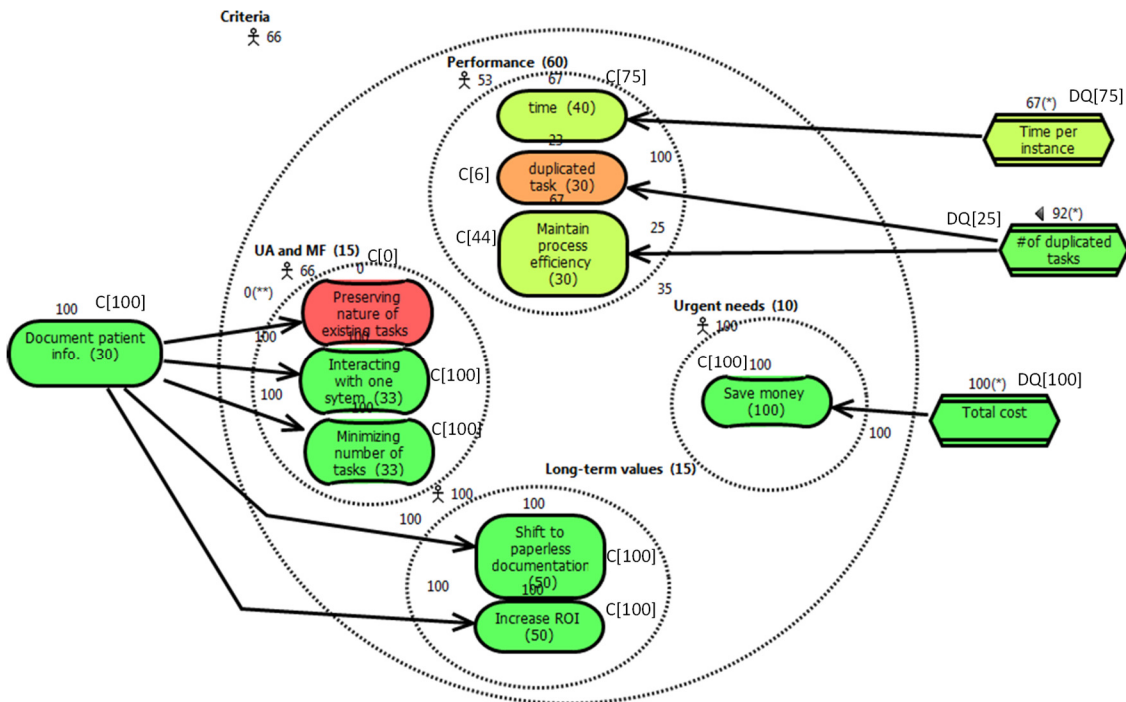 Criteria
66
Performance (60)
53
67
C[75]
time (40)
23
C[6]
duplicated
task (30)
67
C[44]
Maintain
process
efficiency
(30)
100
25
35
67(*)
DQ[75]
Time per
instance
DQ[25]
92(*)
#of duplicated
tasks
UA and MF (15)
66
C[0]
0
0(**)
Preserving
nature of
existing tasks
100
100
Interacting
with one
sytem (33)
C[100]
100
100
Minimizing
number of
tasks (33)
C[100]
100
C[100]
Document patient
info. (30)
Urgent needs (10)
100
C[100]
100
Save money
(100)
100
100(*)
DQ[100]
Total cost
Long-term values (15)
100
100
100
Shift to
paperless
documentation
(50)
C[100]
100
100
Increase ROI
(50)
C[100]